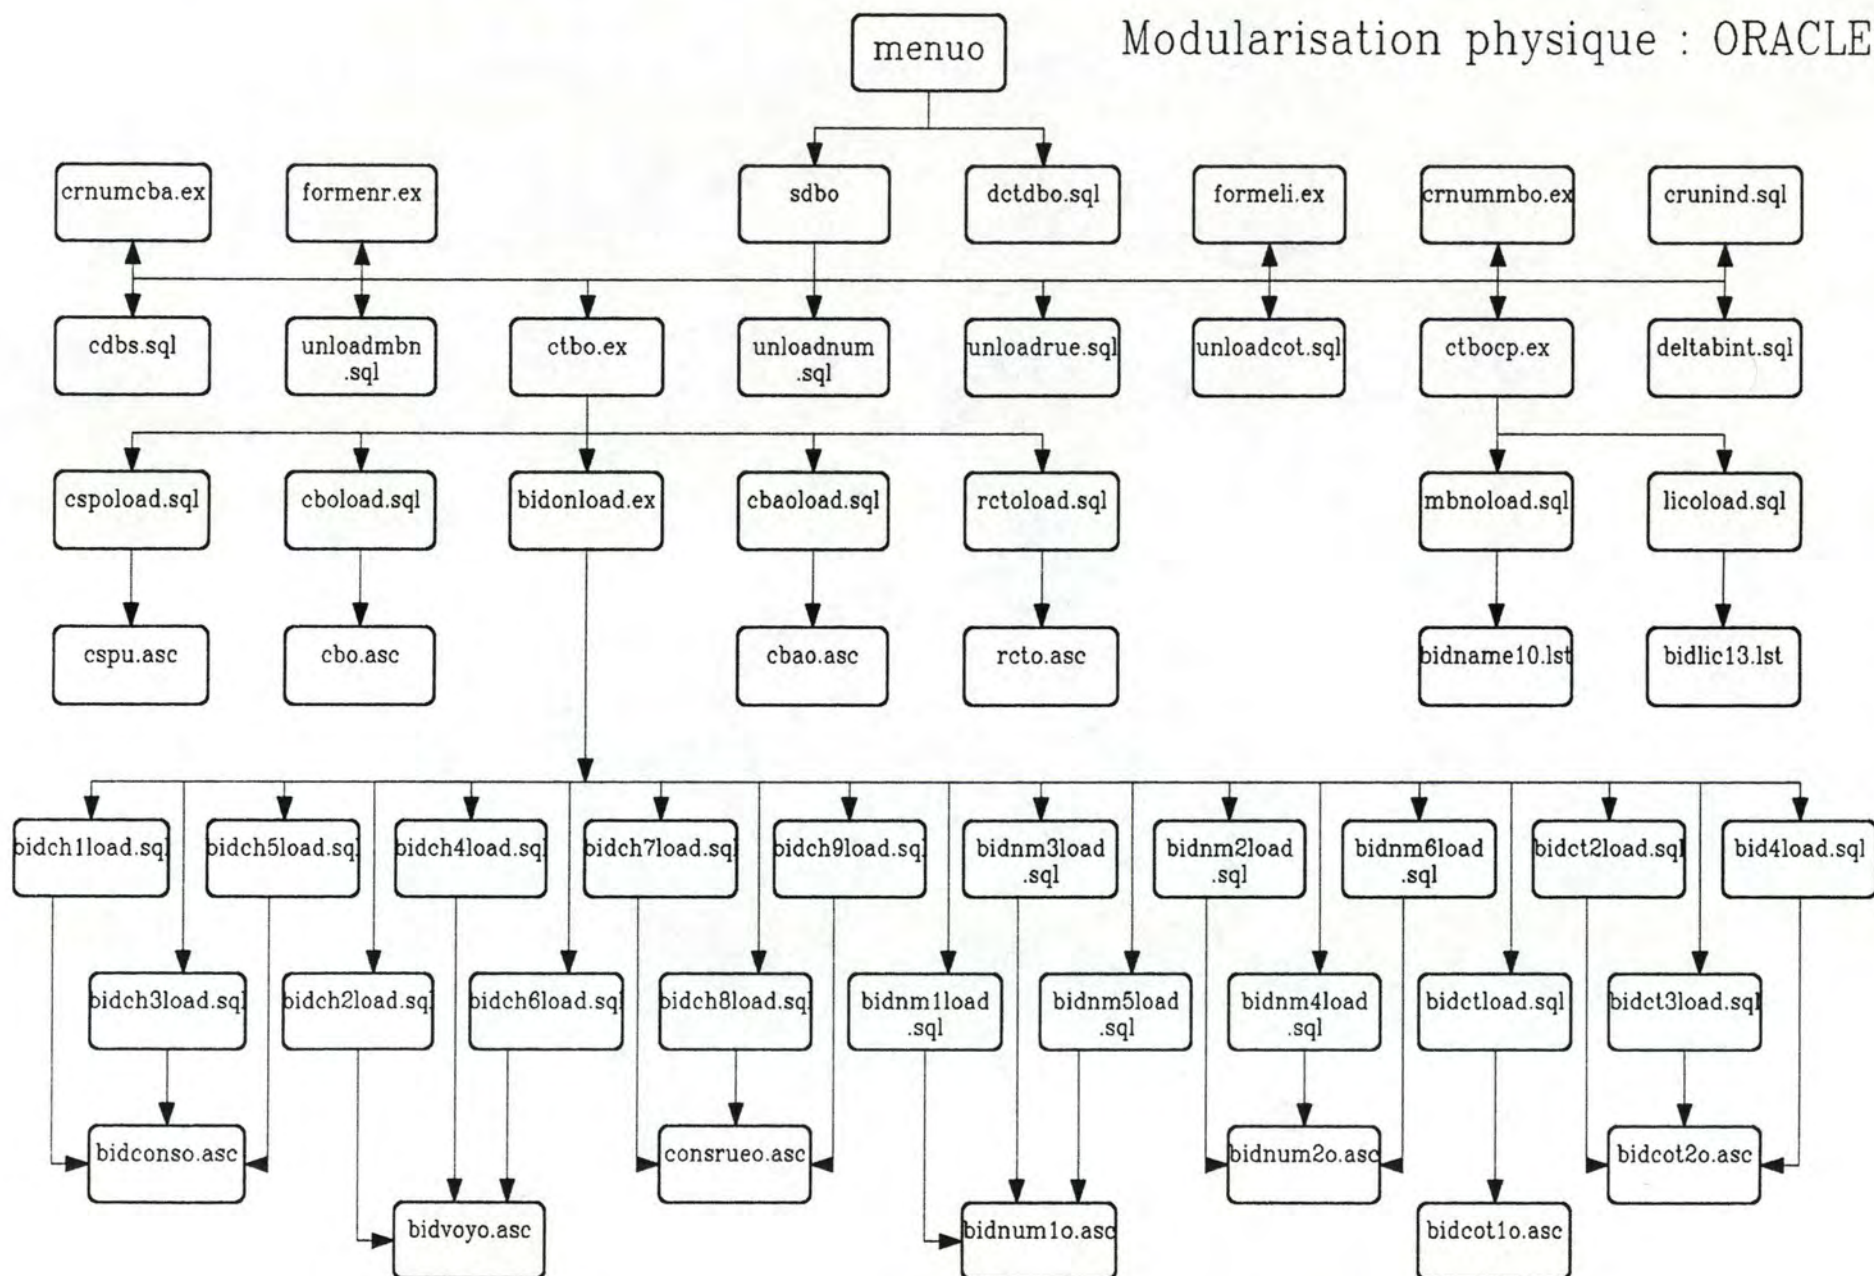 Modularisation physique : ORACLE
menuo
crnumcba.ex
formenr.ex
sdbo
dctdbo.sql
formeli.ex
crnummbo.ex
crunind.sql
cdbs.sql
unloadmbn
.sql
ctbo.ex
unloadnum
.sql
unloadrue.sql
unloadcot.sql
ctbocp.ex
deltabint.sql
cspoload.sql
cboload.sql
bidonload.ex
cbaoload.sql
rctoload.sql
mbnoload.sql
licoload.sql
cspu.asc
cbo.asc
cbao.asc
rcto.asc
bidname10.lst
bidlic13.lst
bidch1load.sql
bidch5load.sql
bidch4load.sql
bidch7load.sql
bidch9load.sql
bidnm3load
.sql
bidnm2load
.sql
bidnm6load
.sql
bidct2load.sql
bid4load.sql
bidch3load.sql
bidch2load.sql
bidch6load.sql
bidch8load.sql
bidnm1load
.sql
bidnm5load
.sql
bidnm4load
.sql
bidctload.sql
bidct3load.sql
bidconso.asc
consrueo.asc
bidnum2o.asc
bidcot2o.asc
bidvoyo.asc
bidnum1o.asc
bidcot1o.asc